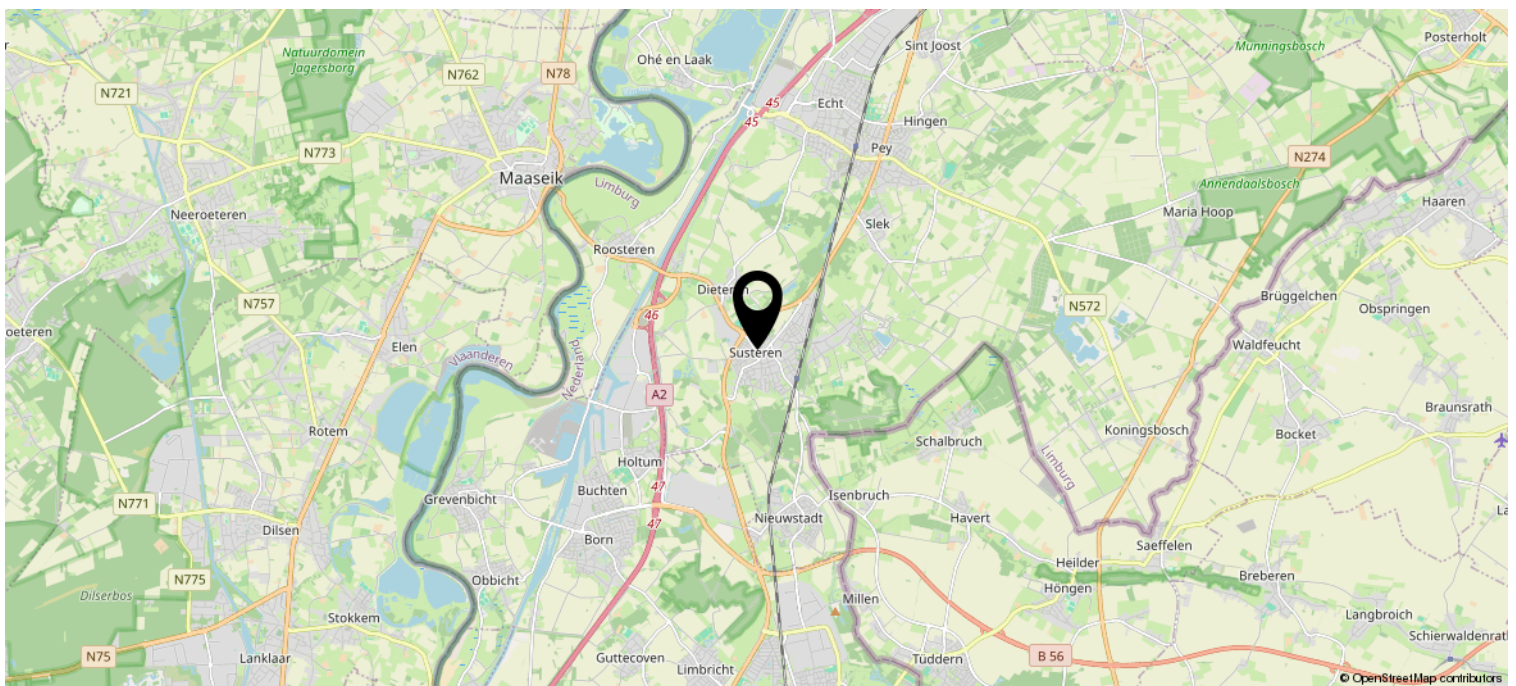 Natuurdomein
Jagersborg
N762
N78
Ohé en Laak
Sint Joost
Munningsbosch
Posterholt
N721
45
Echt
45
Hingen
N773
Pey
N274
Maaseik
Limburg
Annendaalsbosch
Neeroeteren
Slek
Maria Hoop
Haaren
Roosteren
N757
Dieteren
46
N572
Brüggelchen
Obspringen
oeteren
Elen
Vlaanderen
Nederland
Susteren
Waldfeucht
A2
Braunsrath
Rotem
Schalbruch
Koningsbosch
Bocket
Limburg
Holtum
N771
Grevenbicht
Buchten
47
Isenbruch
La
Dilsen
47
Nieuwstadt
Havert
Born
Saeffelen
N775
Obbicht
Heilder
Breberen
Dilserbos
Millen
Höngen
Stokkem
Langbroich
Schierwaldenrat
N75
Lanklaar
Guttecoven
Limbricht
Tüddern
B 56
© OpenStreetMap contributors